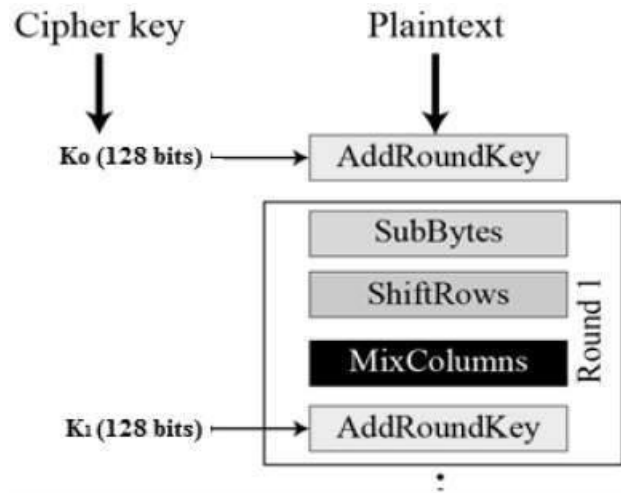 Cipher key
Plaintext
K0 (128 bits)
AddRoundKey
SubBytes
ShiftRows
MixColumns
Round 1
K1 (128 bits)
AddRoundKey